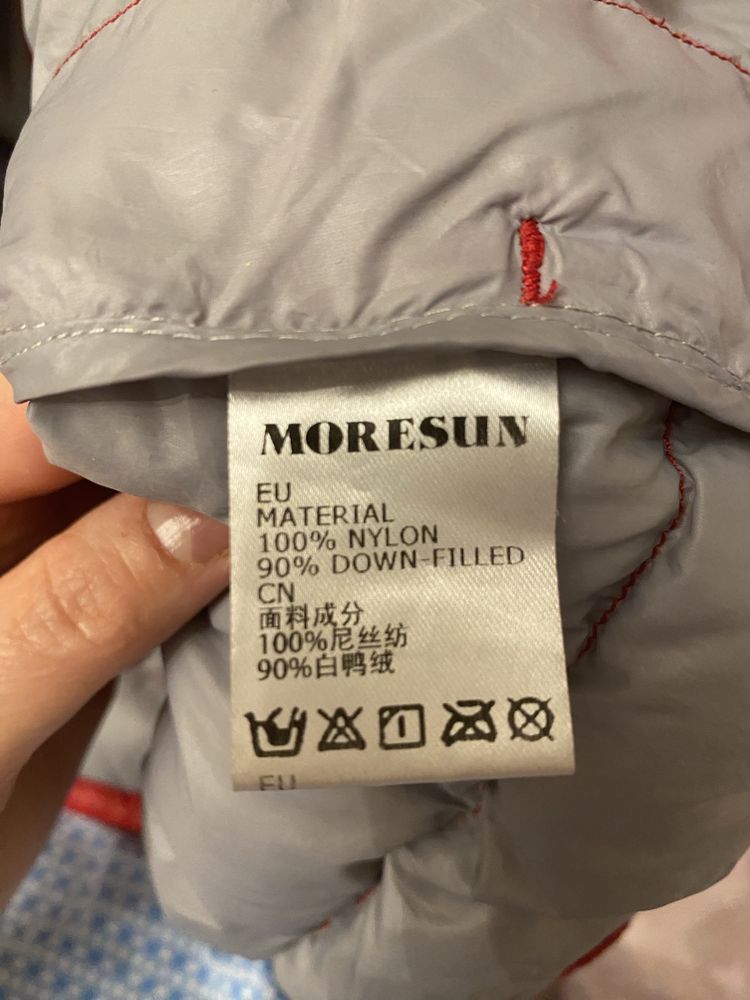 MORESUN
EU
MATERIAL
100% NYLON
90% DOWN-FILLED
CN
面料成分
100%尼丝纺
90%白鸭绒
EU